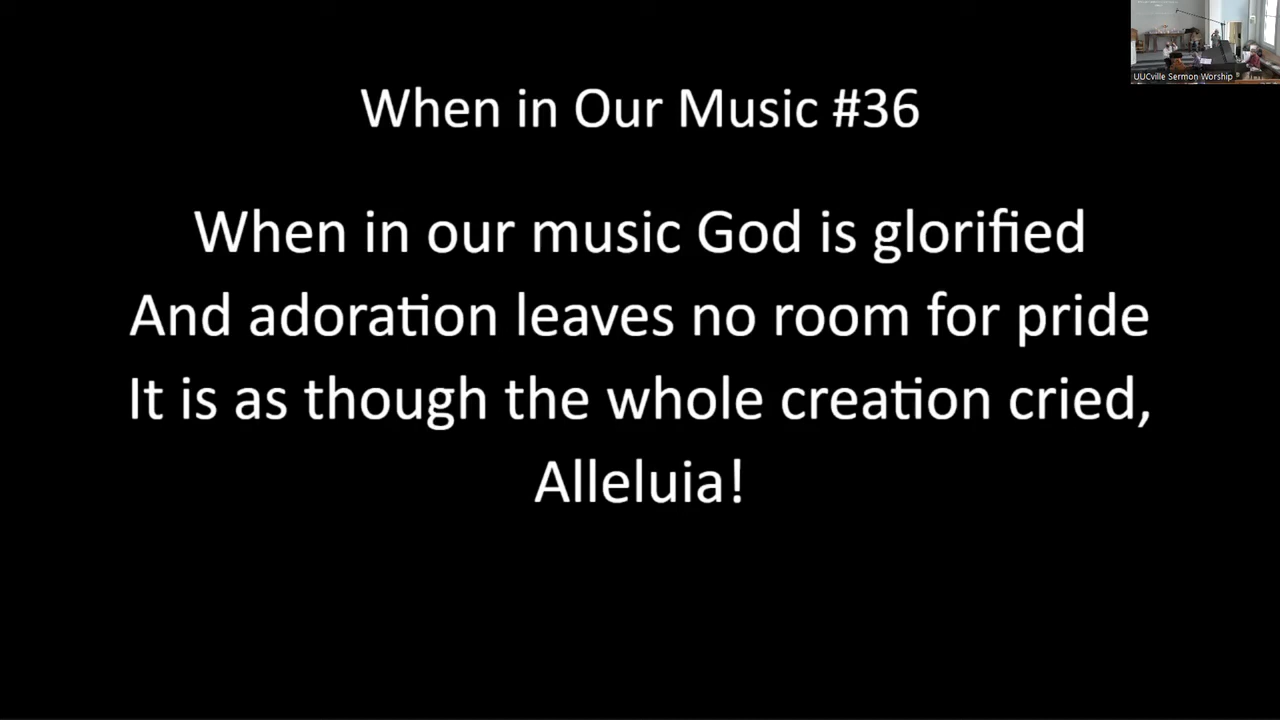 When in Our Music #36
When in our music God is glorified
And adoration leaves no room for pride
It is as though the whole creation cried,
Alleluia!
UUCville Sermon Worship